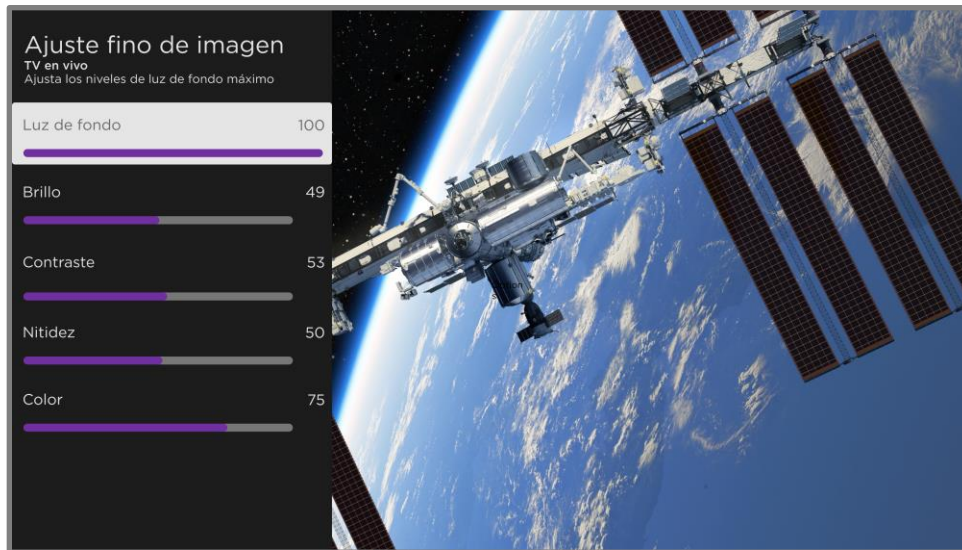 Ajuste fino de imagen
TV en vivo
Ajusta los niveles de luz de fondo máximo
Luz de fondo 100
Brillo 49
Contraste 53
Nitidez 50
Color 75